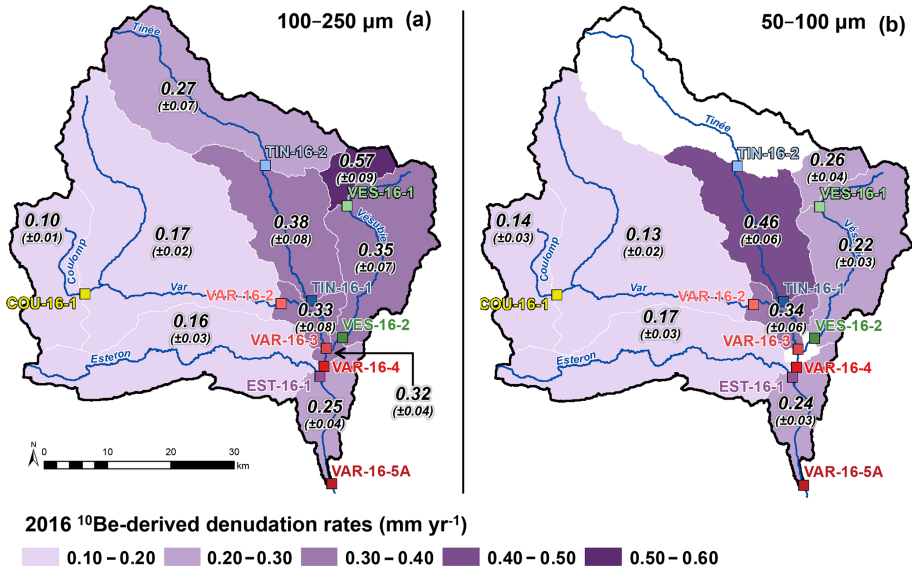 100–250 µm (a)
Tinée
0.27
(±0.07)
TIN-16-2
0.57
(±0.09)
VES-16-1
0.10
(±0.01)
0.17
(±0.02)
0.38
(±0.08)
Vésubie
0.35
(±0.07)
Coulomp
COU-16-1
Var
VAR-16-2
TIN-16-1
0.33
(±0.08)
0.16
(±0.03)
VES-16-2
VAR-16-3
Esteron
VAR-16-4
EST-16-1
0.32
(±0.04)
0.25
(±0.04)
N
0 10 20 30
km
VAR-16-5A
50–100 µm (b)
Tinée
TIN-16-2
0.26
(±0.04)
VES-16-1
0.14
(±0.03)
0.13
(±0.02)
0.46
(±0.06)
Vés
0.22
(±0.03)
Coulomp
COU-16-1
Var
VAR-16-2
TIN-16-1
0.34
(±0.06)
0.17
(±0.03)
VES-16-2
VAR-16-3
Esteron
VAR-16-4
EST-16-1
0.24
(±0.03)
VAR-16-5A
2016 ¹⁰Be-derived denudation rates (mm yr⁻¹)
0.10 – 0.20 0.20 – 0.30 0.30 – 0.40 0.40 – 0.50 0.50 – 0.60